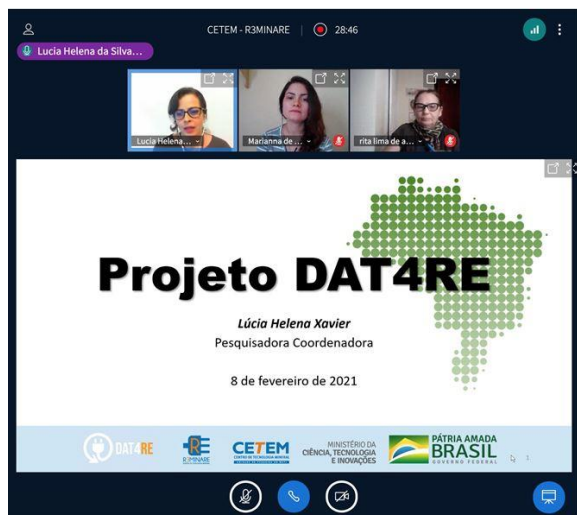 CETEM - R3MINARE | 28:46
Lucia Helena da Silva...
Lucia Helena...
Marianna de ...
rita lima de a...
Projeto DAT4RE
Lúcia Helena Xavier
Pesquisadora Coordenadora
8 de fevereiro de 2021
DAT4RE
R3MINARE
CETEM
CENTRO DE TECNOLOGIA MINERAL
MINISTÉRIO DA
CIÊNCIA, TECNOLOGIA
E INOVAÇÕES
PÁTRIA AMADA
BRASIL
GOVERNO FEDERAL
1